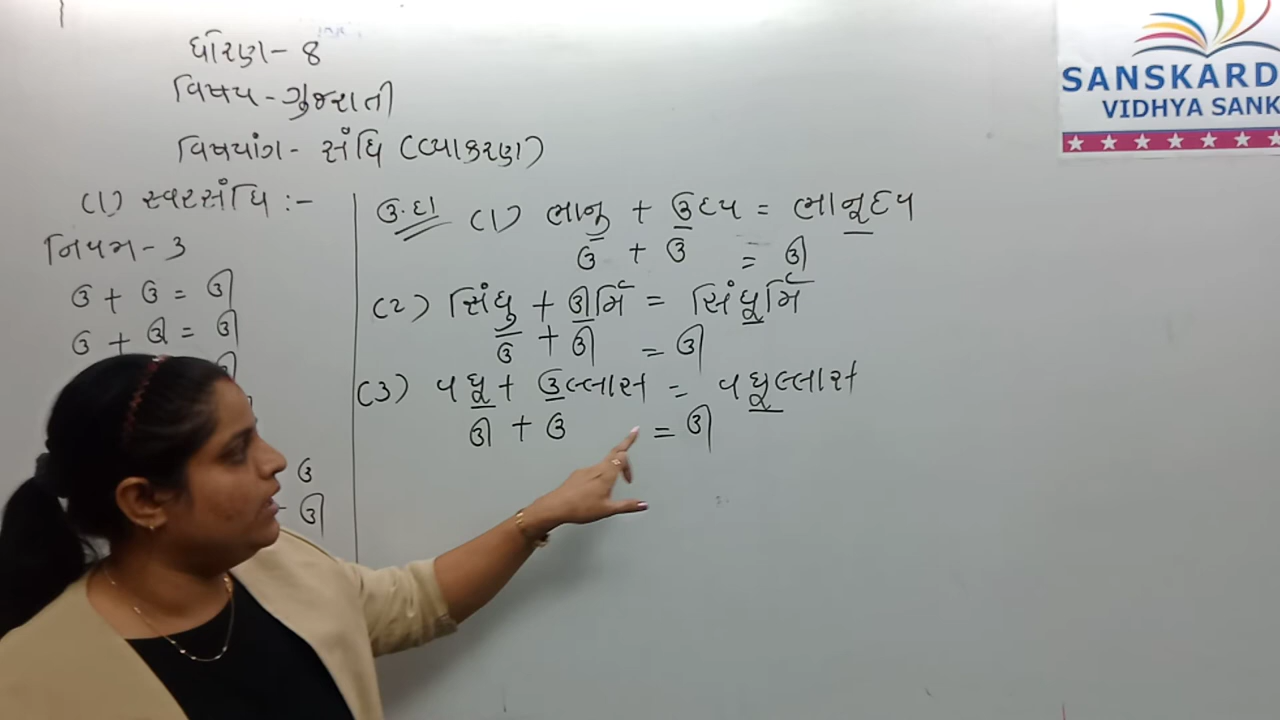 ધોરણ - 8
વિષય - ગુજરાતી
વિષયાંગ - સંધિ (વ્યાકરણ)
(1) સ્વરસંધિ :-
નિયમ - 3
ઉ + ઉ = ઊ
ઉ + ઊ = ઊ
ઉ
ઊ
ઉ.દા (1) ભાનુ + ઉદય = ભાનૂદય
ઉ + ઉ = ઊ
(2) સિંધુ + ઊર્મિ = સિંધૂર્મિ
ઉ + ઊ = ઊ
(3) વધૂ + ઉલ્લાસ = વધૂલ્લાસ
ઊ + ઉ = ઊ
SANSKARD
VIDHYA SANK